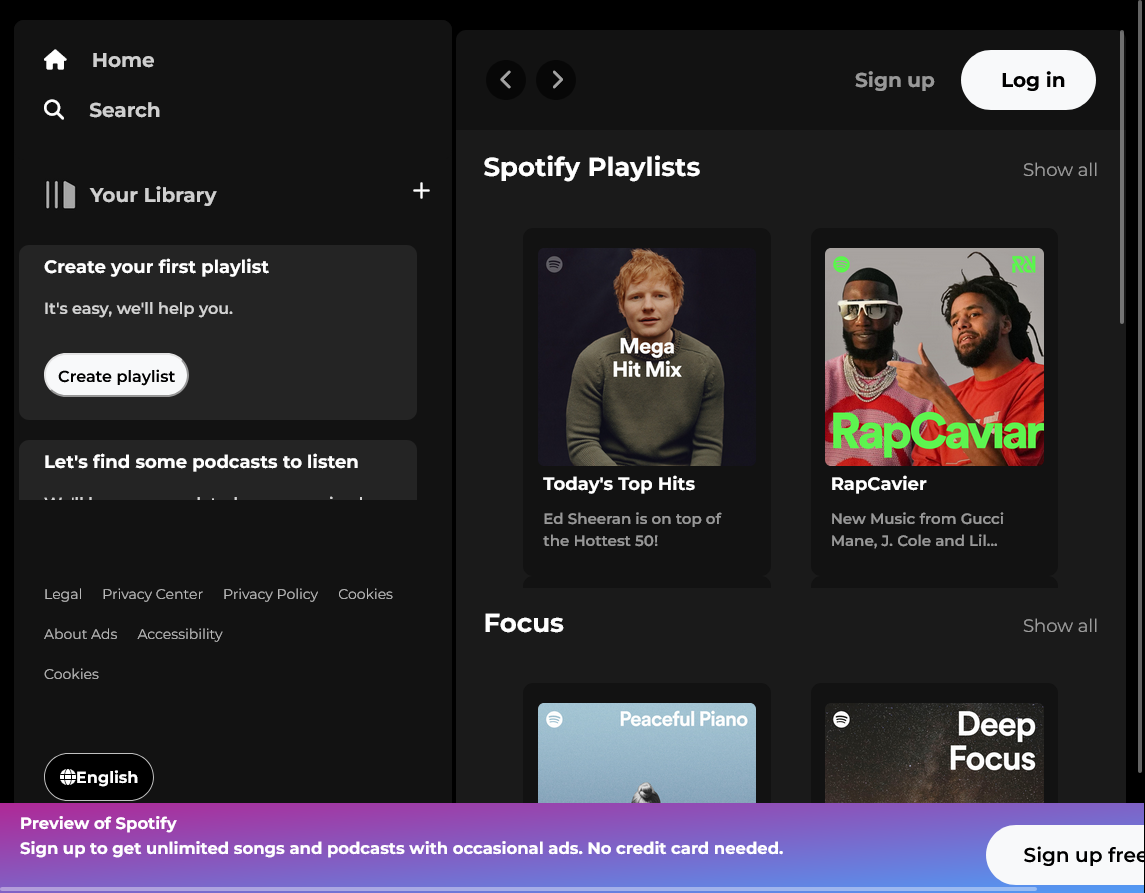 Home
Search
Your Library
Create your first playlist
It's easy, we'll help you.
Create playlist
Let's find some podcasts to listen
Legal Privacy Center Privacy Policy Cookies
About Ads Accessibility
Cookies
English
Sign up
Log in
Spotify Playlists
Show all
Mega
Hit Mix
Today's Top Hits
Ed Sheeran is on top of
the Hottest 50!
RapCaviar
RapCavier
New Music from Gucci
Mane, J. Cole and Lil...
Focus
Show all
Peaceful Piano
Deep
Focus
Preview of Spotify
Sign up to get unlimited songs and podcasts with occasional ads. No credit card needed.
Sign up free